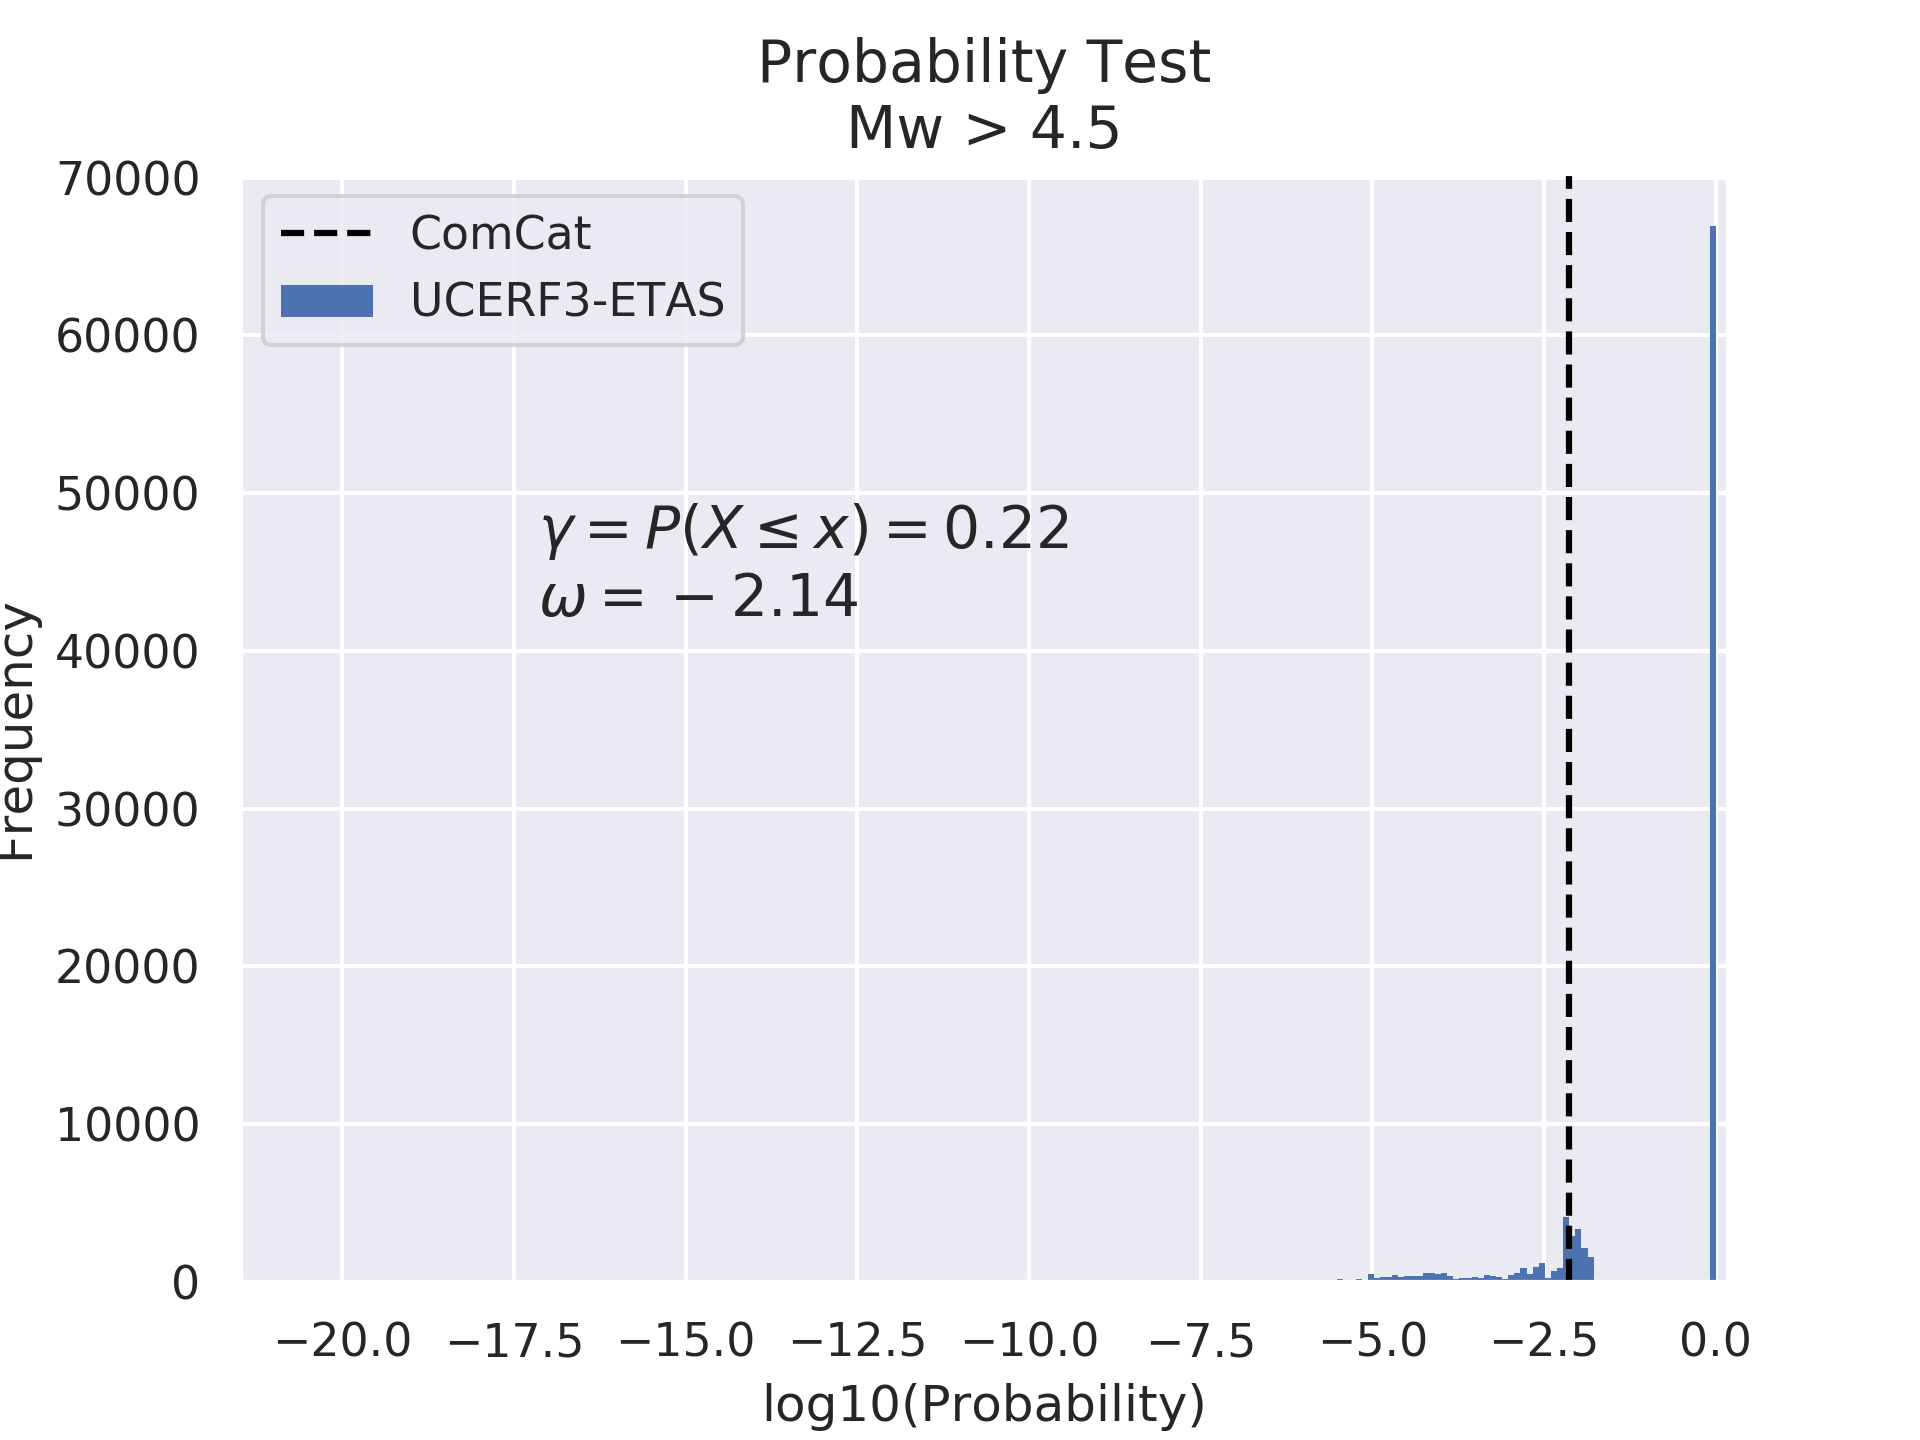 Probability Test
Mw > 4.5
70000
60000
50000
40000
30000
20000
10000
0
Frequency
ComCat
UCERF3-ETAS
γ = P(X ≤ x) = 0.22
ω = − 2.14
−20.0 −17.5 −15.0 −12.5 −10.0 −7.5 −5.0 −2.5 0.0
log10(Probability)